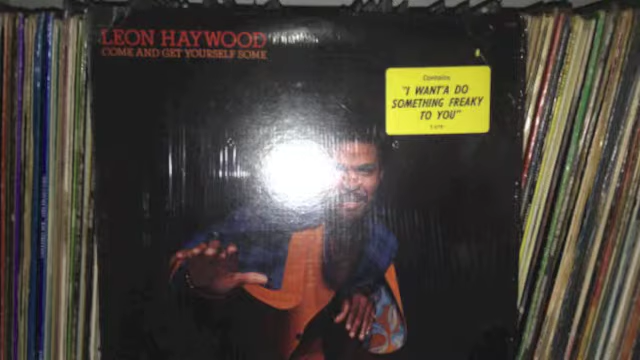 LEON HAYWOOD
COME AND GET YOURSELF SOME
Contains
"I WANT'A DO
SOMETHING FREAKY
TO YOU"